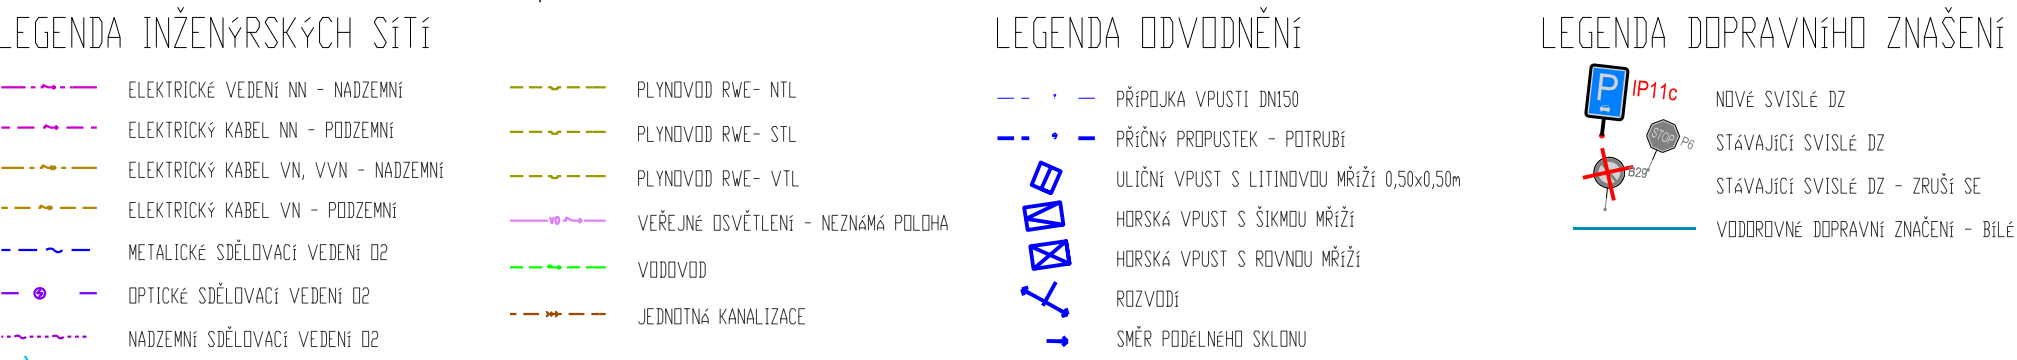 LEGENDA INŽENÝRSKÝCH SÍTÍ
ELEKTRICKÉ VEDENÍ NN - NADZEMNÍ
ELEKTRICKÝ KABEL NN - PODZEMNÍ
ELEKTRICKÝ KABEL VN, VVN - NADZEMNÍ
ELEKTRICKÝ KABEL VN - PODZEMNÍ
METALICKÉ SDĚLOVACÍ VEDENÍ O2
OPTICKÉ SDĚLOVACÍ VEDENÍ O2
NADZEMNÍ SDĚLOVACÍ VEDENÍ O2
PLYNOVOD RWE- NTL
PLYNOVOD RWE- STL
PLYNOVOD RWE- VTL
VO
VEŘEJNÉ OSVĚTLENÍ - NEZNÁMÁ POLOHA
VODOVOD
JEDNOTNÁ KANALIZACE
LEGENDA ODVODNĚNÍ
PŘÍPOJKA VPUSTI DN150
PŘÍČNÝ PROPUSTEK - POTRUBÍ
ULIČNÍ VPUST S LITINOVOU MŘÍŽÍ 0,50x0,50m
HORSKÁ VPUST S ŠIKMOU MŘÍŽÍ
HORSKÁ VPUST S ROVNOU MŘÍŽÍ
ROZVODÍ
SMĚR PODÉLNÉHO SKLONU
LEGENDA DOPRAVNÍHO ZNAŠENÍ
P
IP11c
NOVÉ SVISLÉ DZ
STOP
P6
STÁVAJÍCÍ SVISLÉ DZ
B29
STÁVAJÍCÍ SVISLÉ DZ - ZRUŠÍ SE
VODOROVNÉ DOPRAVNÍ ZNAČENÍ - BÍLÉ